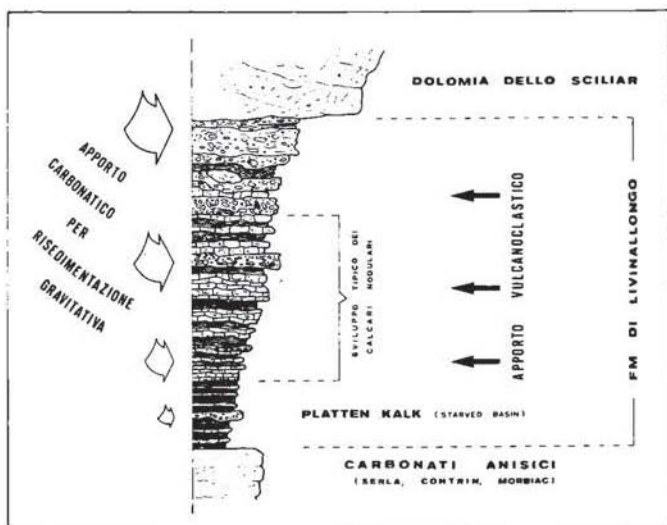 DOLOMIA DELLO SCILIAR
APPORTO
CARBONATICO
PER
RISEDIMENTAZIONE
GRAVITATIVA
SVILUPPO TIPICO DEI
CALCARI NODULARI
APPORTO VULCANOCLASTICO
FM DI LIVINALLONGO
PLATTEN KALK (STARVED BASIN)
CARBONATI ANISICI
(SERLA, CONTRIN, MORBIAC)